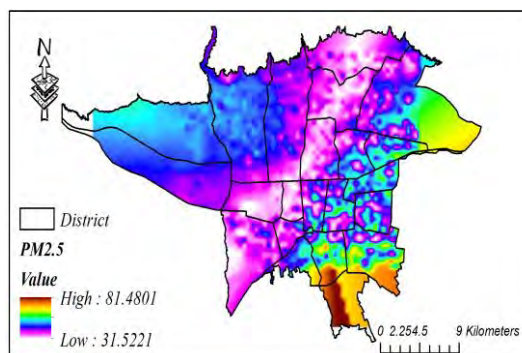 N
District
PM2.5
Value
High : 81.4801
Low : 31.5221
0 2.254.5 9 Kilometers